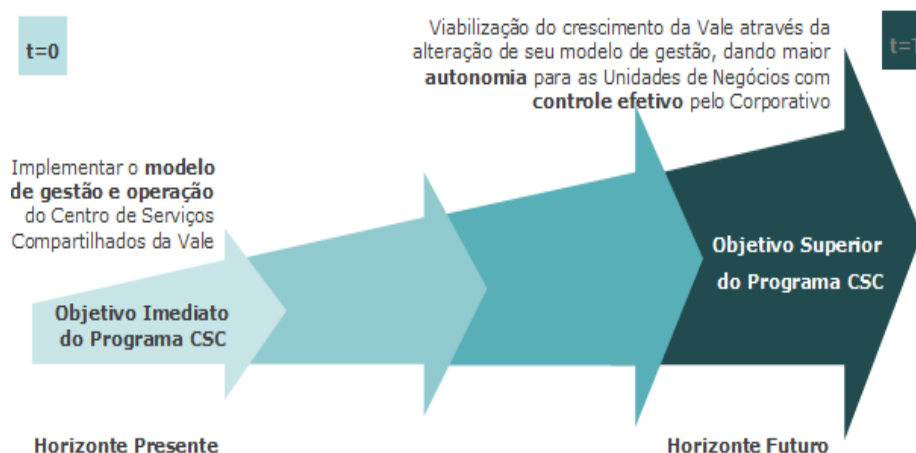 t=0
Viabilização do crescimento da Vale através da
alteração de seu modelo de gestão, dando maior
autonomia para as Unidades de Negócios com
controle efetivo pelo Corporativo
Implementar o modelo
de gestão e operação
do Centro de Serviços
Compartilhados da Vale
Objetivo Imediato
do Programa CSC
Objetivo Superior
do Programa CSC
Horizonte Presente
Horizonte Futuro